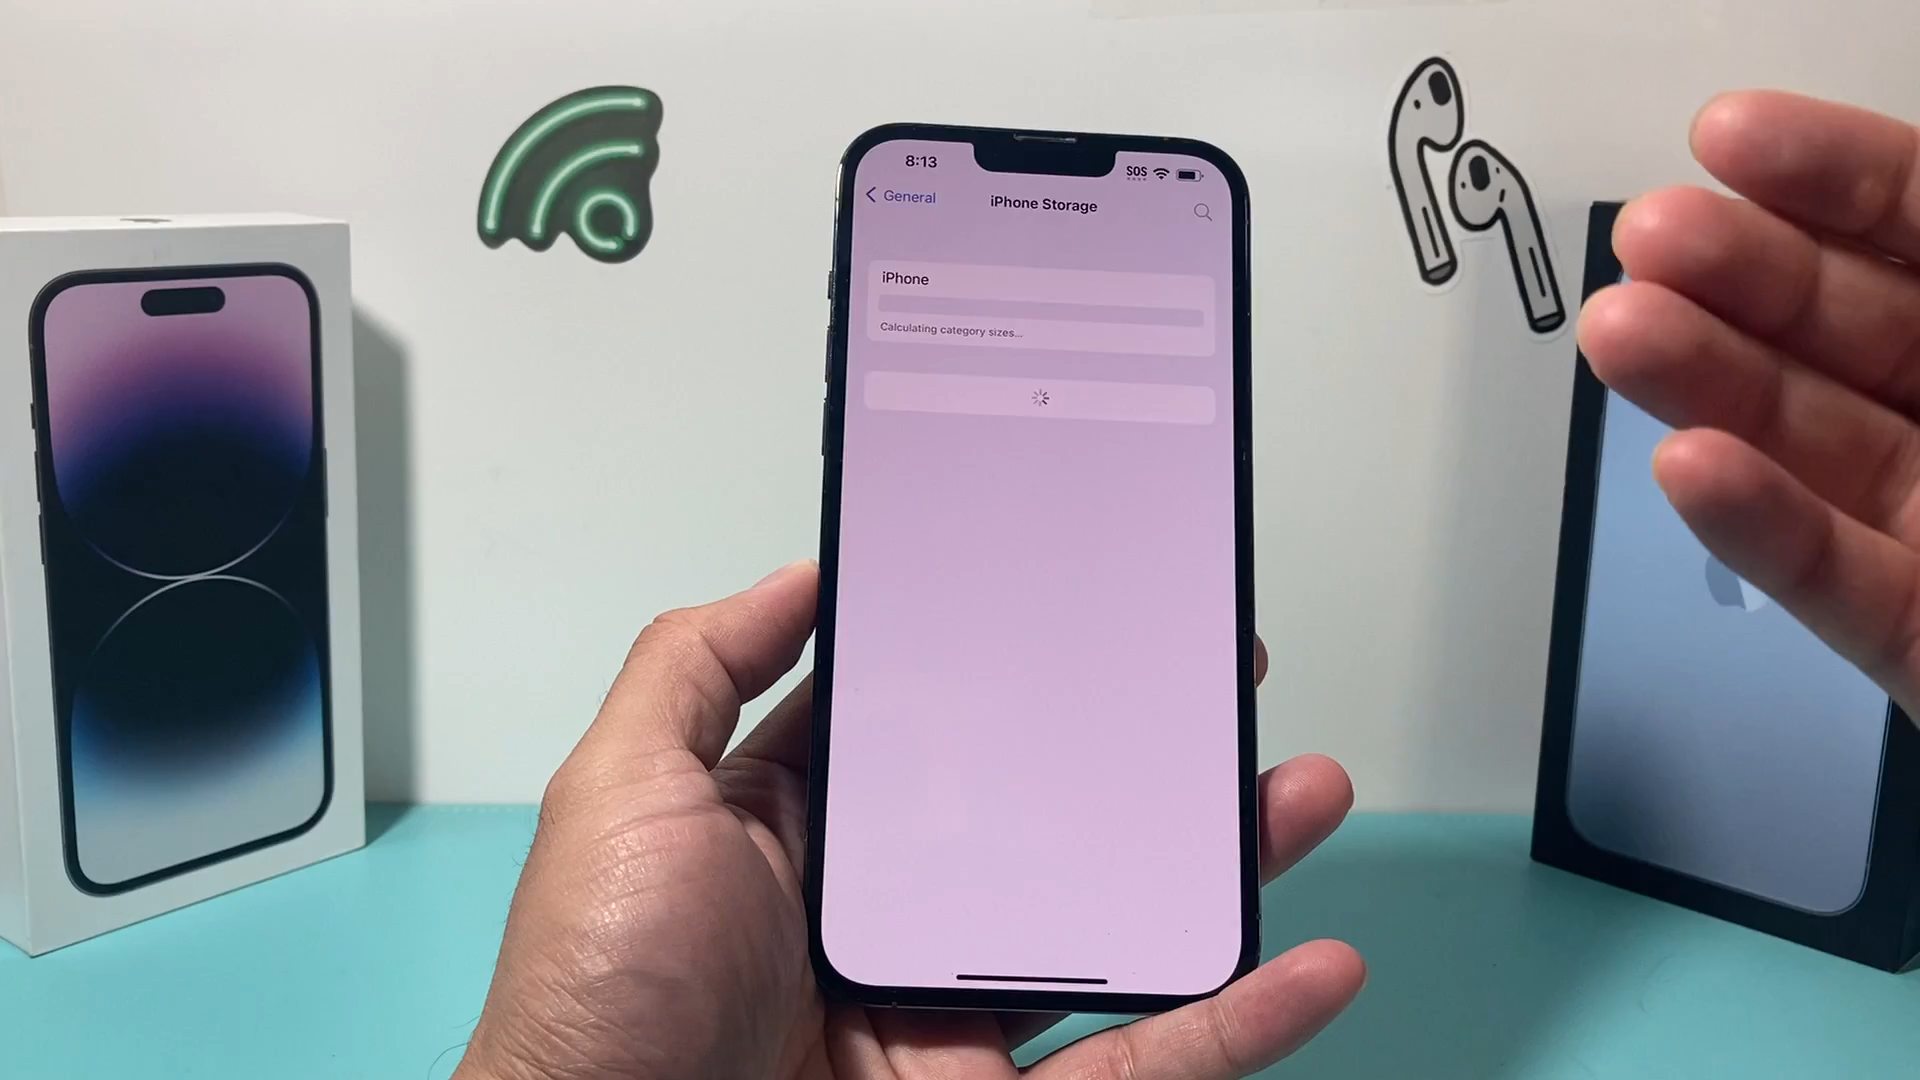 8:13
SOS
General
iPhone Storage
iPhone
Calculating category sizes...